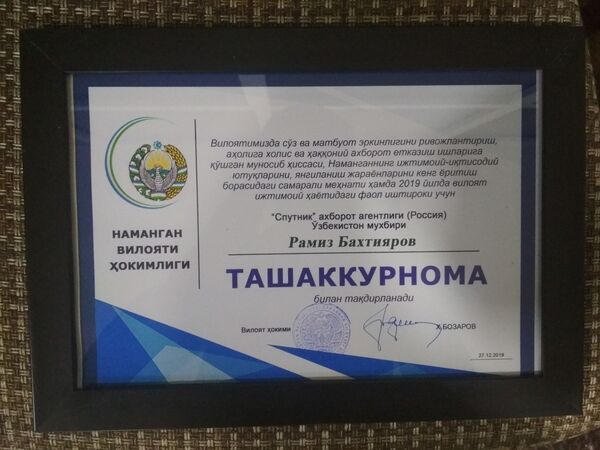 НАМАНГАН
ВИЛОЯТИ
ҲОКИМЛИГИ
Вилоятимизда сўз ва матбуот эркинлигини ривожлантириш,
аҳолига холис ва ҳаққоний ахборот етказиш ишларига
қўшган муносиб ҳиссаси, Наманганнинг ижтимоий-иқтисодий
ютуқларини, янгиланиш жараёнларини кенг ёритиш
борасидаги самарали меҳнати ҳамда 2019 йилда вилоят
ижтимоий ҳаётидаги фаол иштироки учун
"Спутник" ахборот агентлиги (Россия)
Ўзбекистон мухбири
Рамиз Бахтияров
ТАШАККУРНОМА
билан тақдирланади
Вилоят ҳокими
Х.БОЗАРОВ
27.12.2019